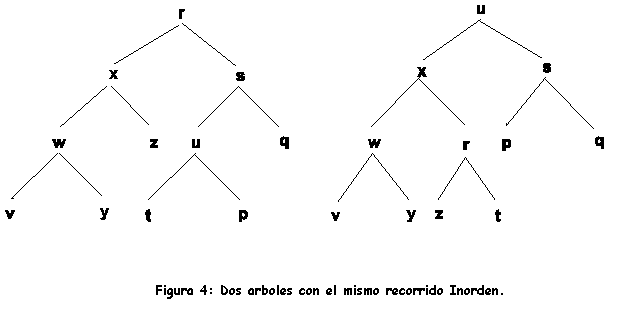 r u
x s x s
w z u q w r p q
v y t p v y z t
Figura 4: Dos arboles con el mismo recorrido Inorden.